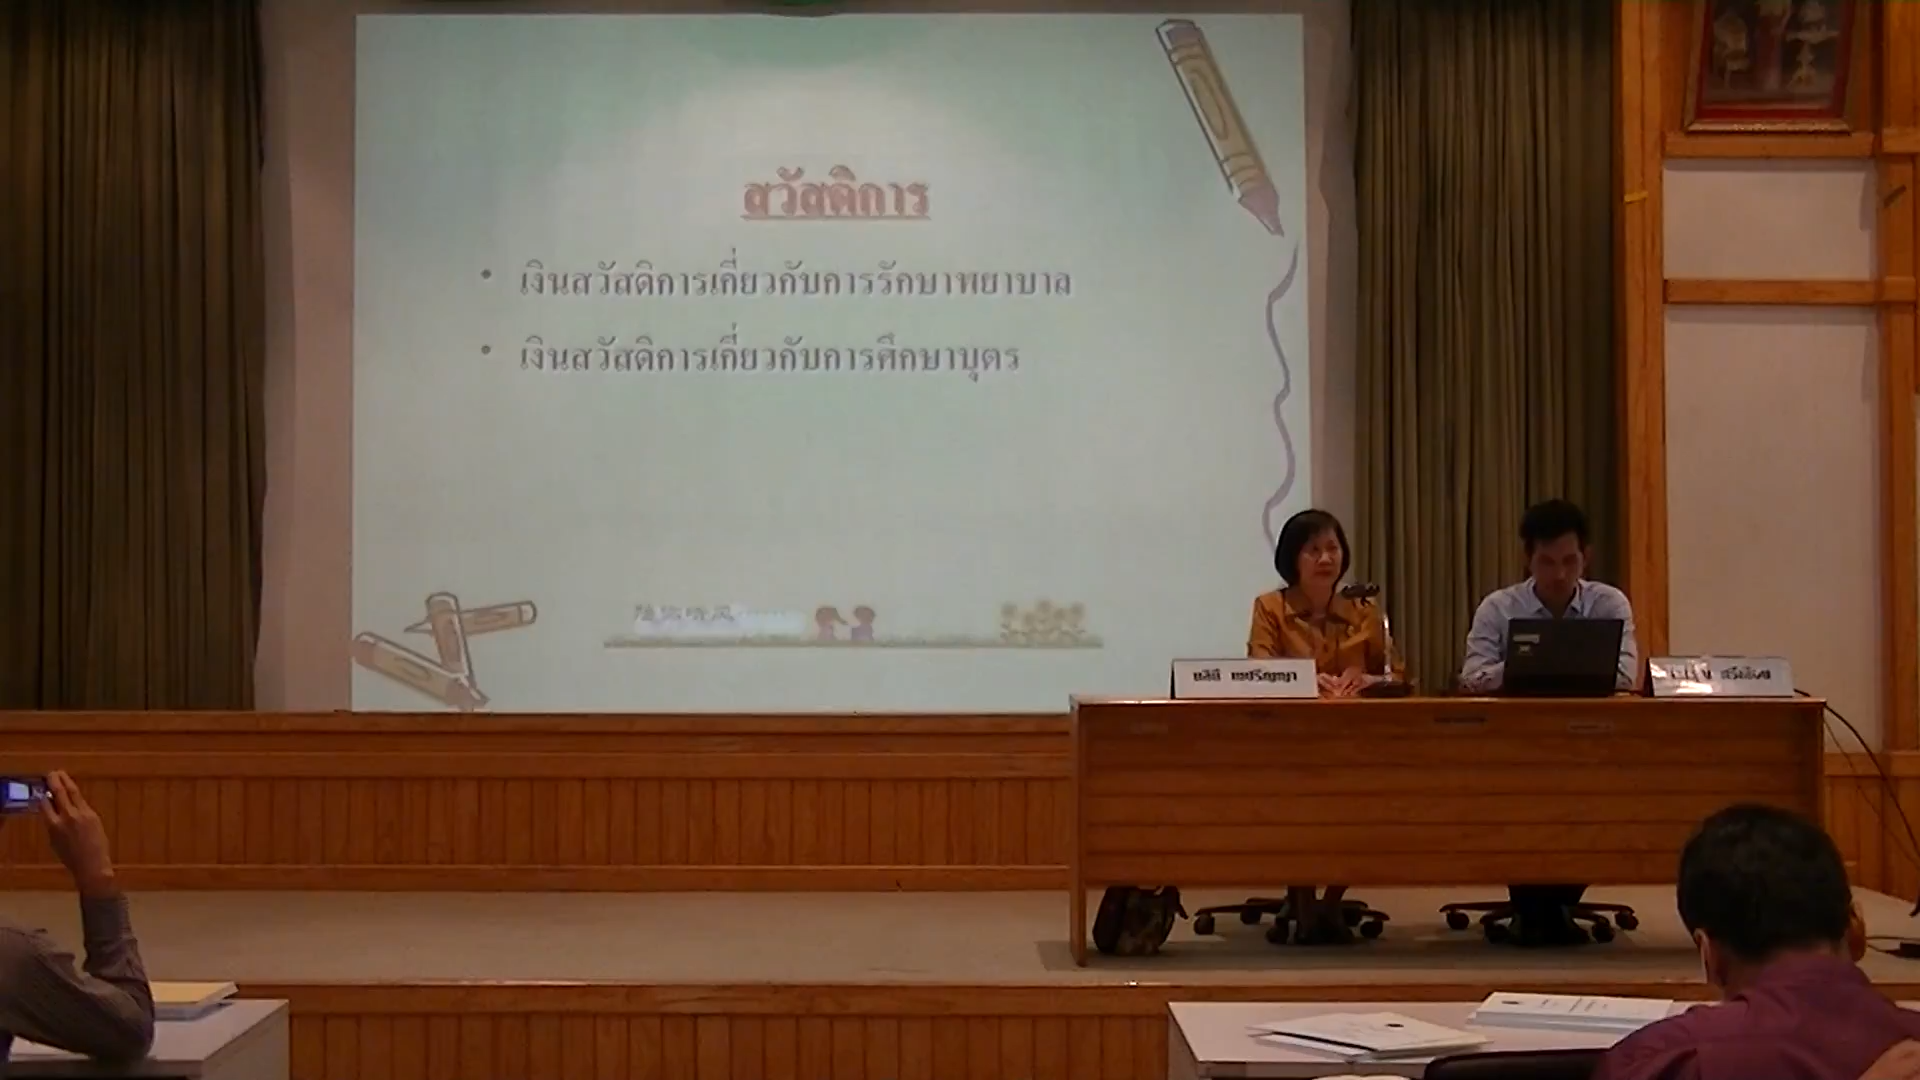 สวัสดิการ
• เงินสวัสดิการเกี่ยวกับการรักษาพยาบาล
• เงินสวัสดิการเกี่ยวกับการศึกษาบุตร